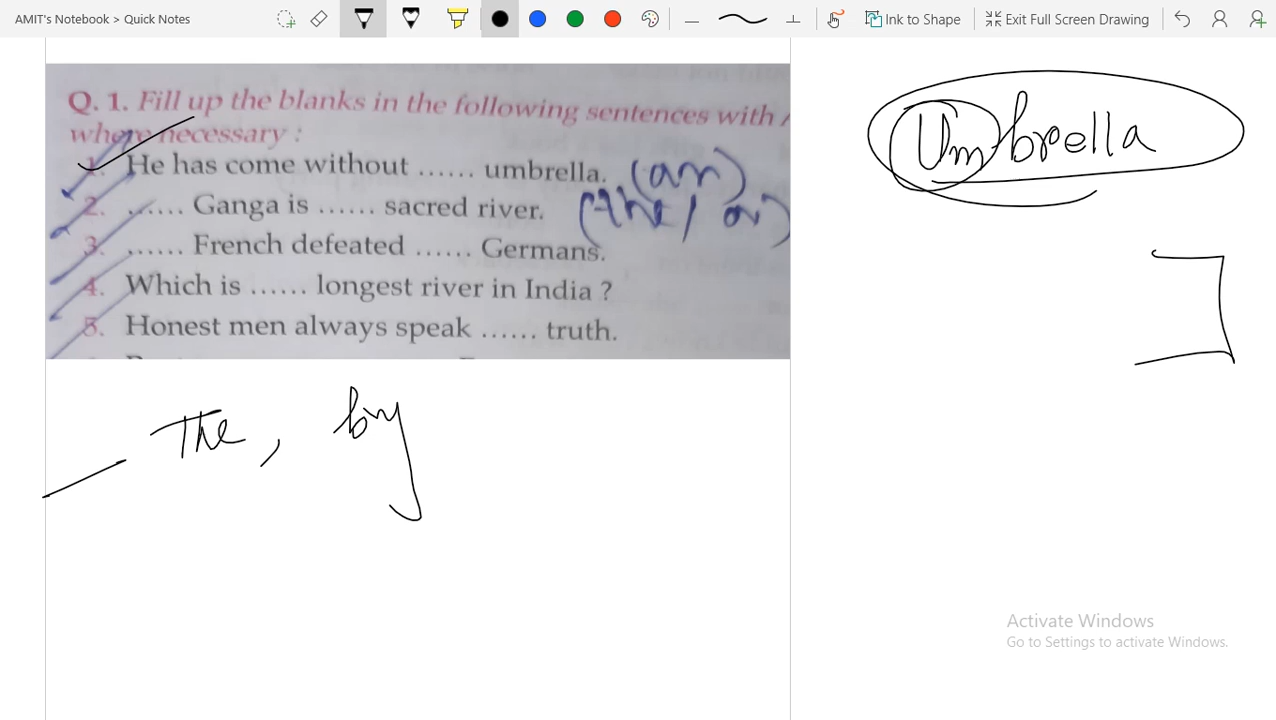 AMIT's Notebook > Quick Notes
Ink to Shape
Exit Full Screen Drawing
Q. 1. Fill up the blanks in the following sentences with
where necessary :
1. He has come without ...... umbrella. (an)
2. ...... Ganga is ...... sacred river. (the / a)
3. ...... French defeated ...... Germans.
4. Which is ...... longest river in India ?
5. Honest men always speak ...... truth.
Umbrella
The, by
Activate Windows
Go to Settings to activate Windows.